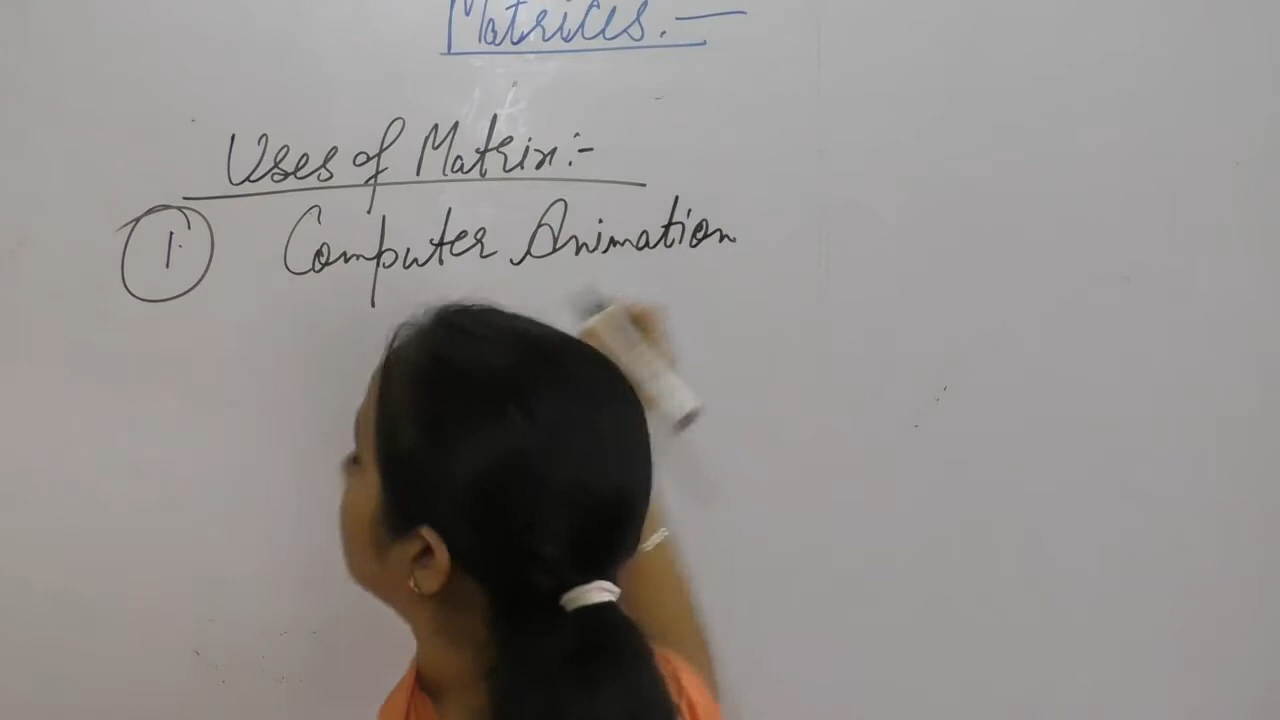 Matrices.—
Uses of Matrix:-
1. Computer Animation